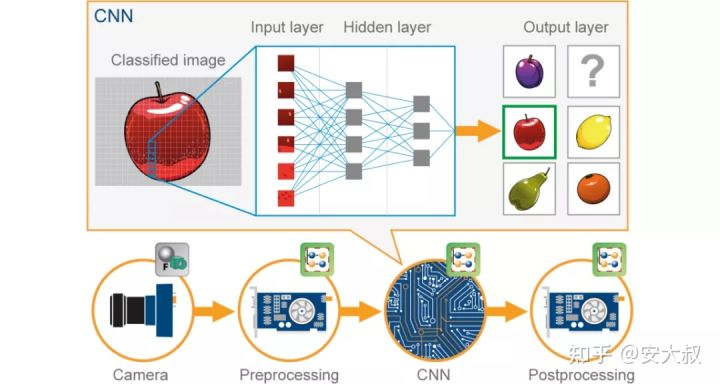 CNN
Input layer
Hidden layer
Output layer
Classified image
?
F
Camera
Preprocessing
CNN
Postprocessing
知乎 @安大叔